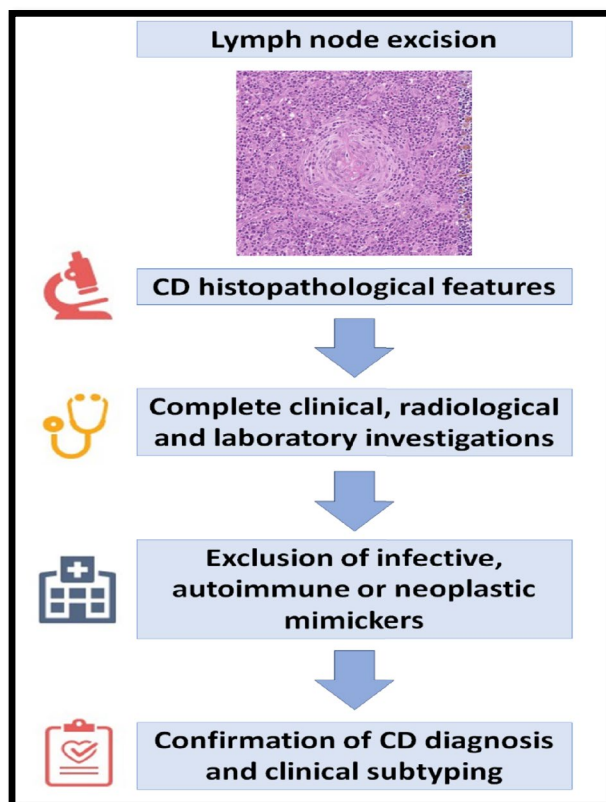 Lymph node excision
CD histopathological features
Complete clinical, radiological
and laboratory investigations
Exclusion of infective,
autoimmune or neoplastic
mimickers
Confirmation of CD diagnosis
and clinical subtyping